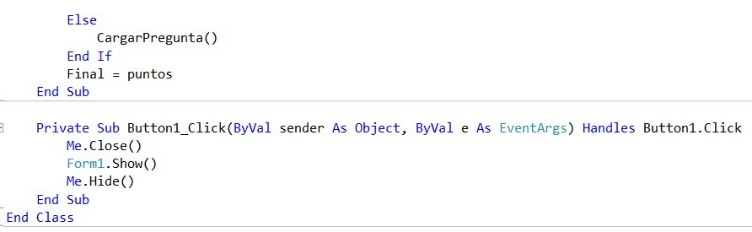 Else
CargarPregunta()
End If
Final = puntos
End Sub
Private Sub Button1_Click(ByVal sender As Object, ByVal e As EventArgs) Handles Button1.Click
Me.Close()
Form1.Show()
Me.Hide()
End Sub
End Class